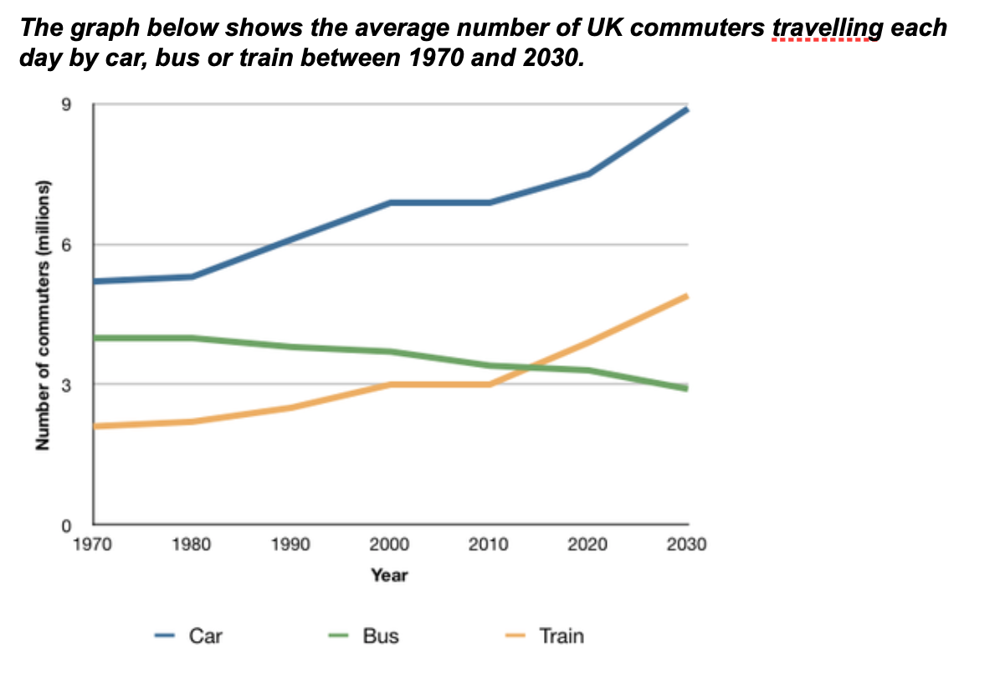 The graph below shows the average number of UK commuters travelling each
day by car, bus or train between 1970 and 2030.
9
6
3
0
Number of commuters (millions)
1970 1980 1990 2000 2010 2020 2030
Year
Car Bus Train